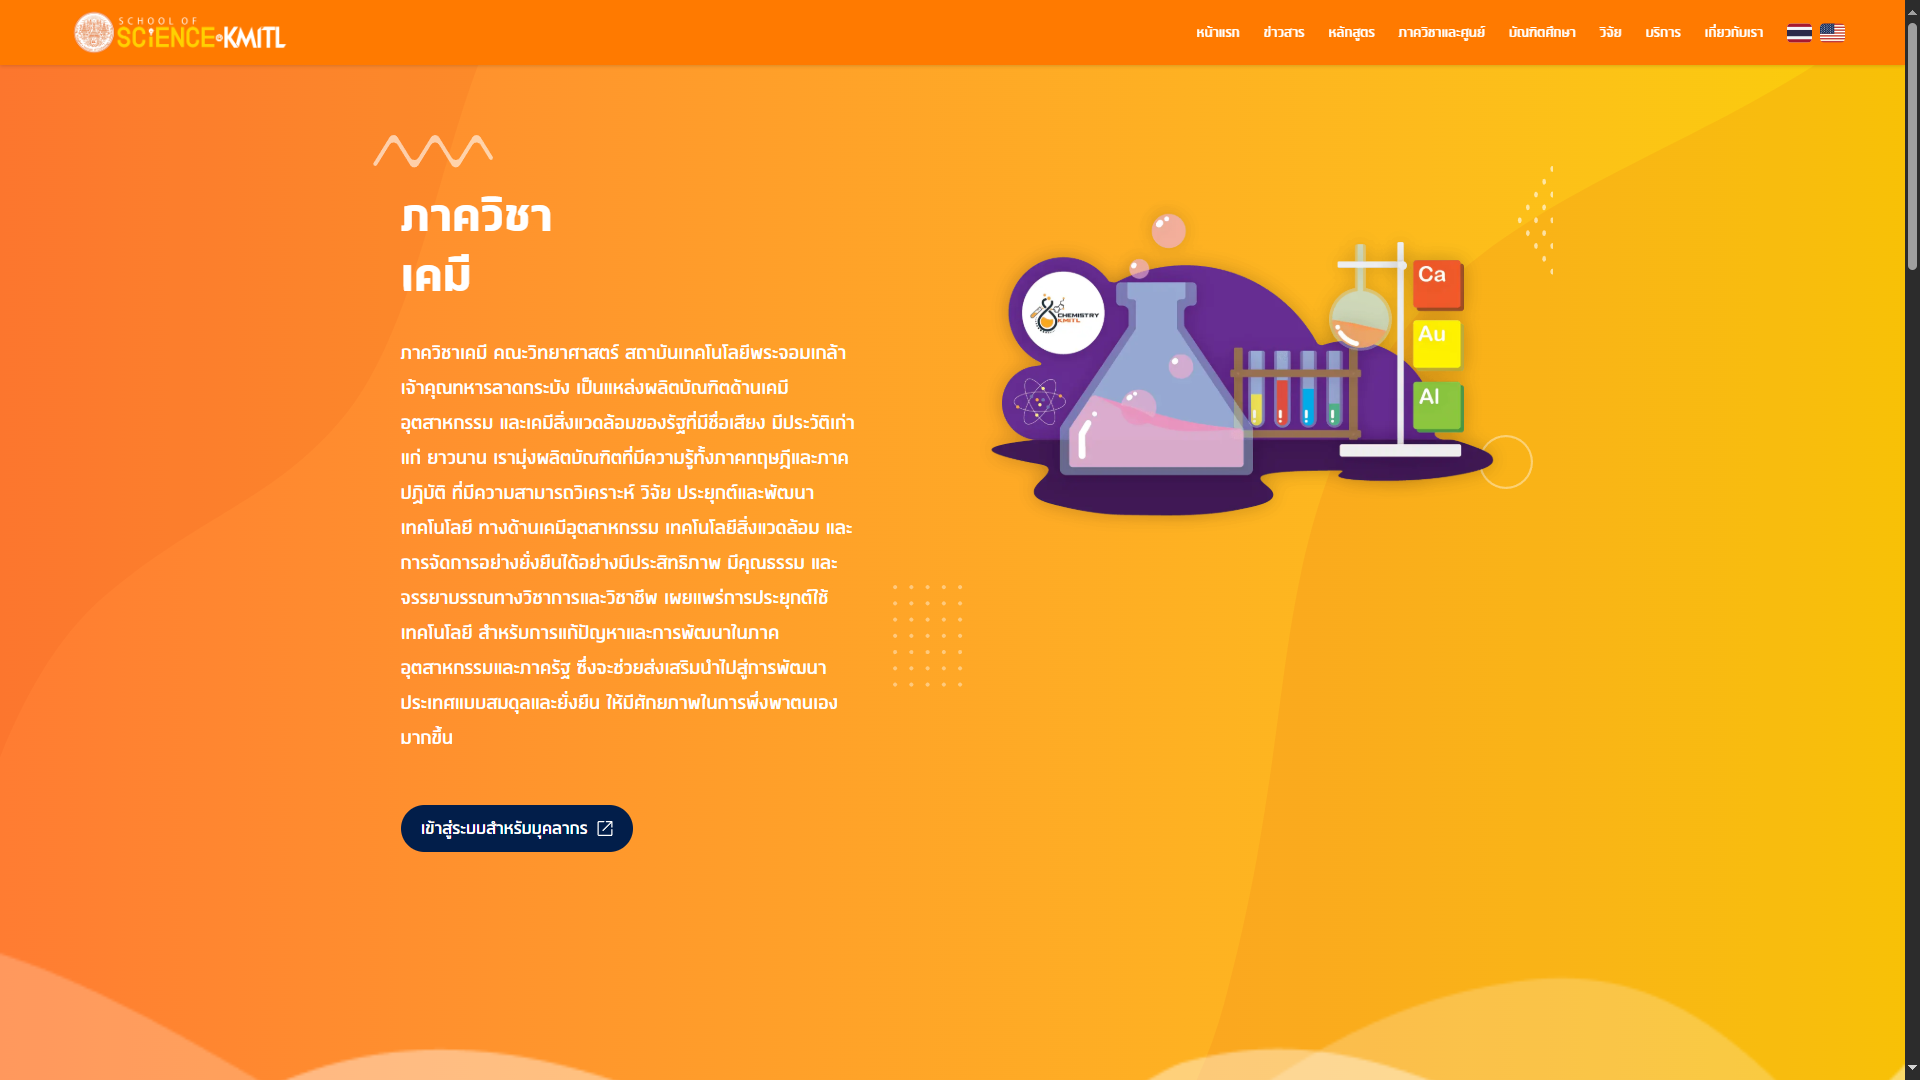 SCHOOL OF
SCIENCE KMITL
หน้าแรก ข่าวสาร หลักสูตร ภาควิชาและศูนย์ บัณฑิตศึกษา วิจัย บริการ เกี่ยวกับเรา
ภาควิชา
เคมี
ภาควิชาเคมี คณะวิทยาศาสตร์ สถาบันเทคโนโลยีพระจอมเกล้า
เจ้าคุณทหารลาดกระบัง เป็นแหล่งผลิตบัณฑิตด้านเคมี
อุตสาหกรรม และเคมีสิ่งแวดล้อมของรัฐที่มีชื่อเสียง มีประวัติเก่า
แก่ ยาวนาน เรามุ่งผลิตบัณฑิตที่มีความรู้ทั้งภาคทฤษฎีและภาค
ปฏิบัติ ที่มีความสามารถวิเคราะห์ วิจัย ประยุกต์และพัฒนา
เทคโนโลยี ทางด้านเคมีอุตสาหกรรม เทคโนโลยีสิ่งแวดล้อม และ
การจัดการอย่างยั่งยืนได้อย่างมีประสิทธิภาพ มีคุณธรรม และ
จรรยาบรรณทางวิชาการและวิชาชีพ เผยแพร่การประยุกต์ใช้
เทคโนโลยี สำหรับการแก้ปัญหาและการพัฒนาในภาค
อุตสาหกรรมและภาครัฐ ซึ่งจะช่วยส่งเสริมนำไปสู่การพัฒนา
ประเทศแบบสมดุลและยั่งยืน ให้มีศักยภาพในการพึ่งพาตนเอง
มากขึ้น
เข้าสู่ระบบสำหรับบุคลากร
CHEMISTRY
KMITL
Ca
Au
Al